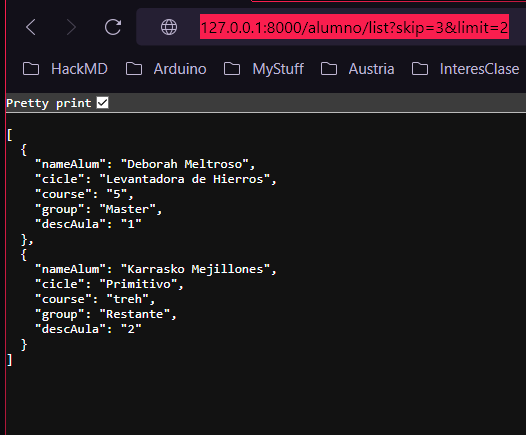 127.0.0.1:8000/alumno/list?skip=3&limit=2
HackMD Arduino MyStuff Austria InteresClase
Pretty print
[
  {
    "nameAlum": "Deborah Meltroso",
    "cicle": "Levantadora de Hierros",
    "course": "5",
    "group": "Master",
    "descAula": "1"
  },
  {
    "nameAlum": "Karrasko Mejillones",
    "cicle": "Primitivo",
    "course": "treh",
    "group": "Restante",
    "descAula": "2"
  }
]